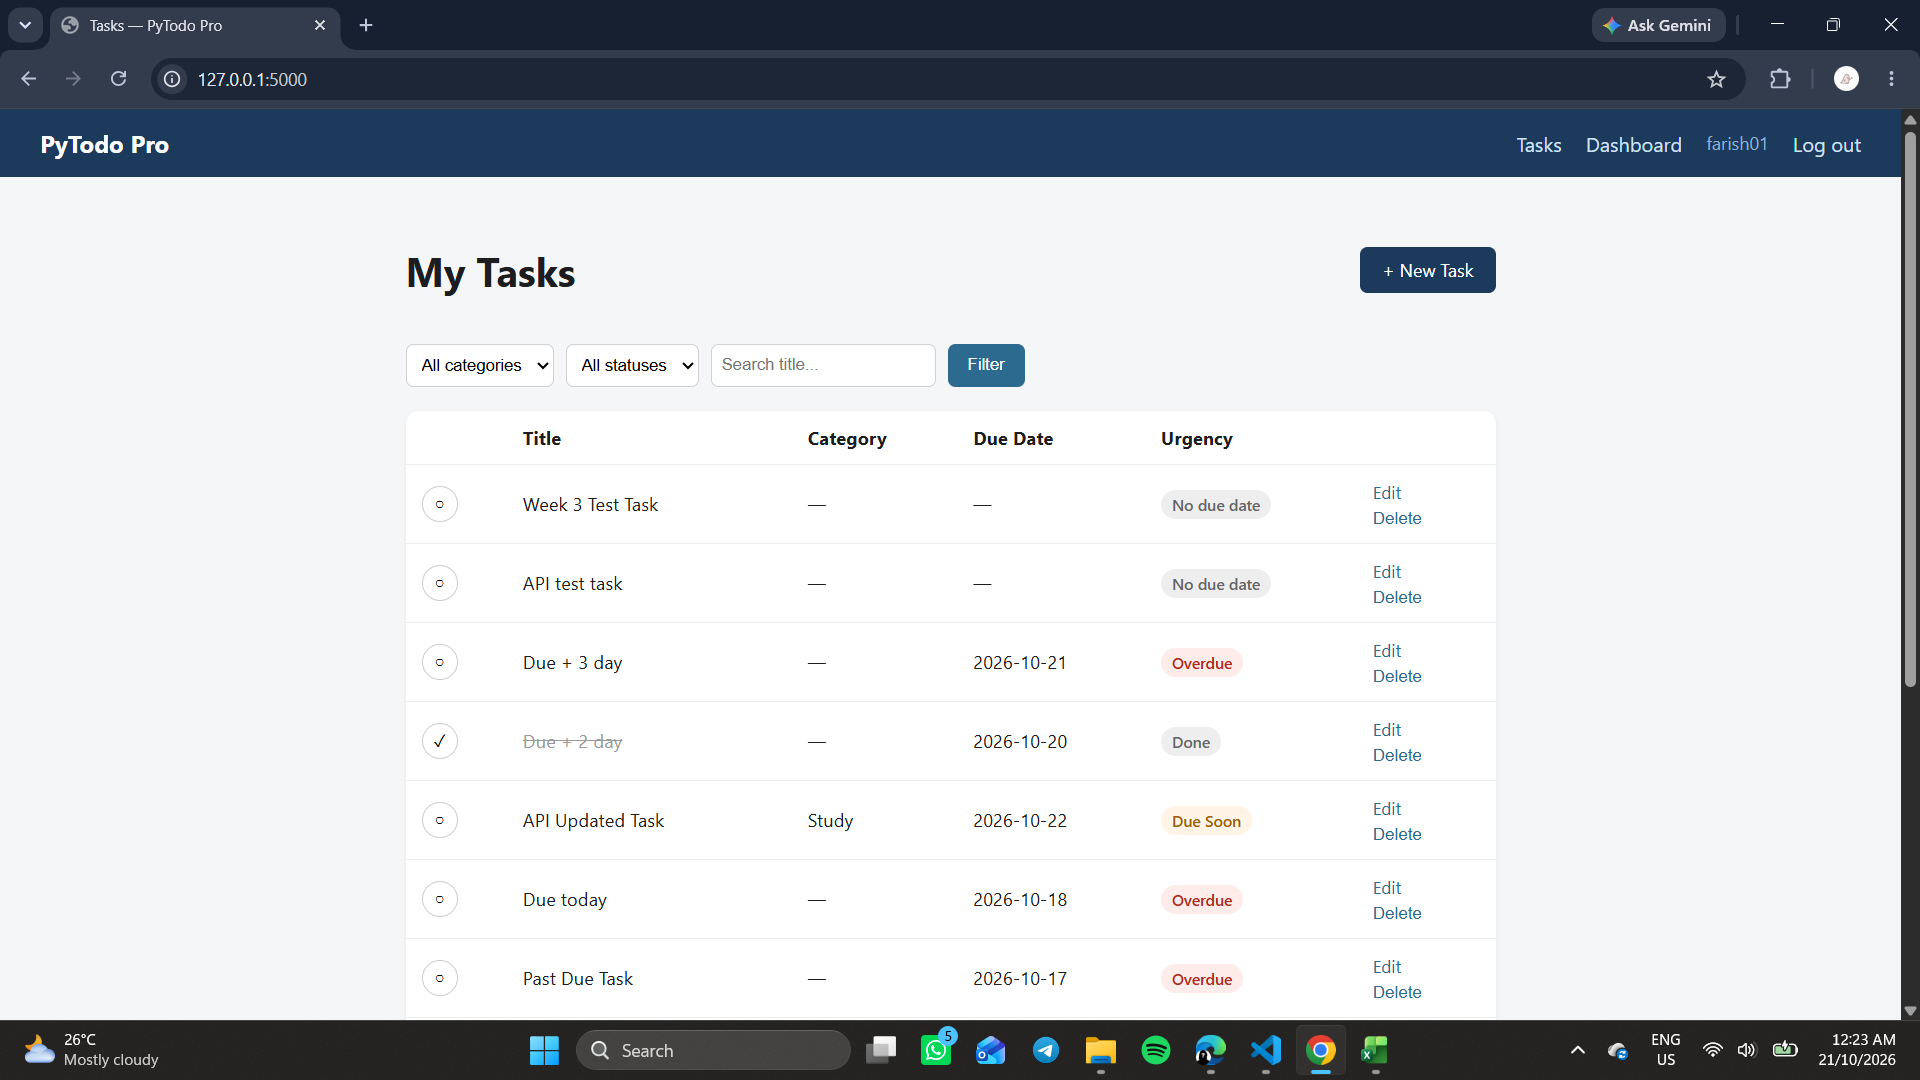 Tasks — PyTodo Pro
Ask Gemini
127.0.0.1:5000
PyTodo Pro
Tasks Dashboard farish01 Log out
My Tasks
+ New Task
All categories All statuses Search title... Filter
Title Category Due Date Urgency
Week 3 Test Task — — No due date Edit
Delete
API test task — — No due date Edit
Delete
Due + 3 day — 2026-10-21 Overdue Edit
Delete
✓ Due + 2 day — 2026-10-20 Done Edit
Delete
API Updated Task Study 2026-10-22 Due Soon Edit
Delete
Due today — 2026-10-18 Overdue Edit
Delete
Past Due Task — 2026-10-17 Overdue Edit
Delete
26°C
Mostly cloudy
Search
5
ENG
US
12:23 AM
21/10/2026